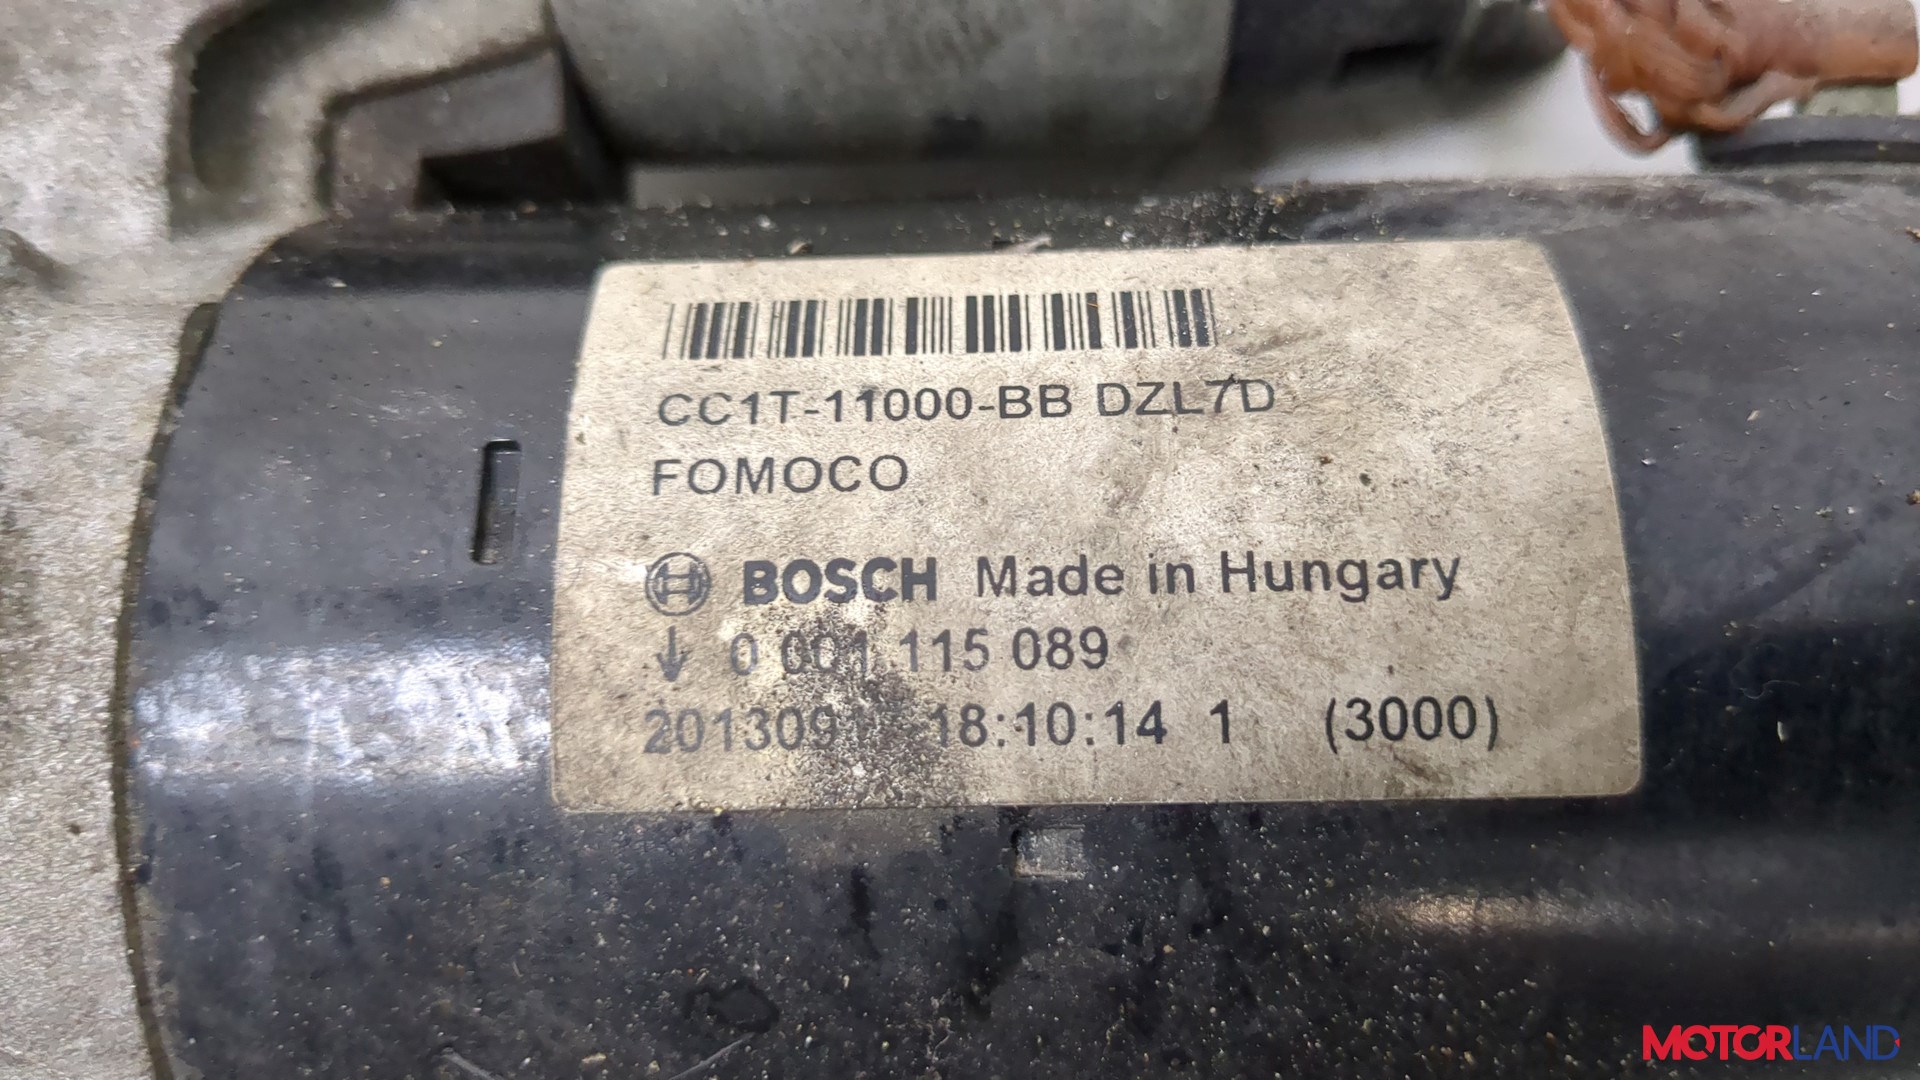 CC1T-11000-BB DZL7D
FOMOCO
BOSCH Made in Hungary
↓ 0 001 115 089
18:10:14 1 (3000)
MOTORLAND